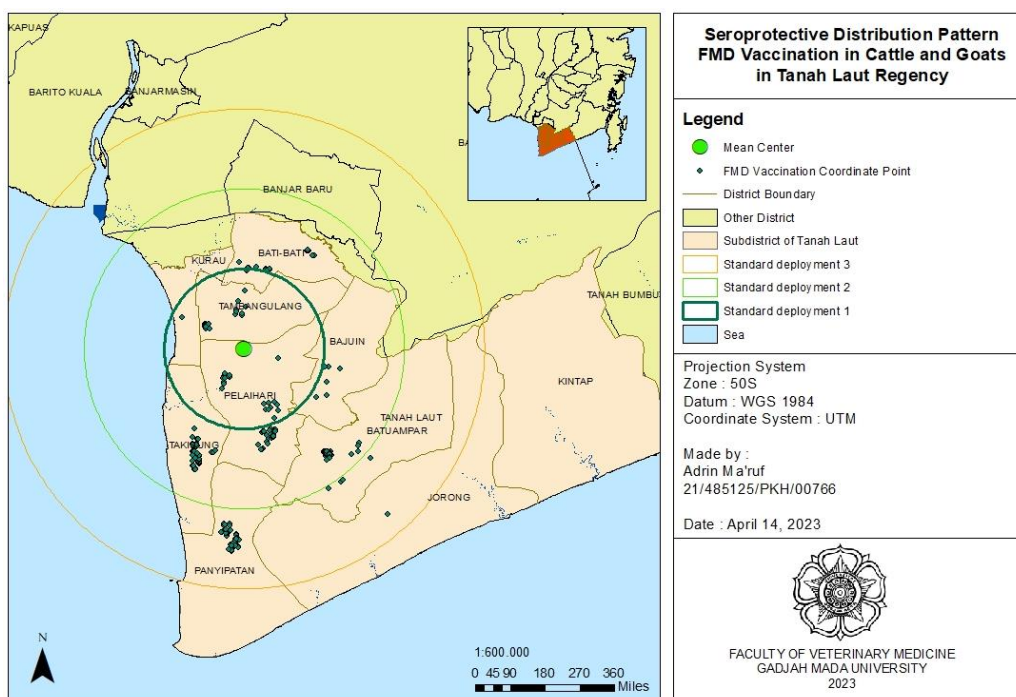 KAPUAS
BARITO KUALA
BANJARMASIN
BANJAR BARU
KURAU
BATI-BATI
TAMBANGULANG
TANAH BUMBU
BAJUIN
KINTAP
PELAIHARI
TANAH LAUT
BATUAMPAR
TAKISUNG
JORONG
PANYIPATAN
BA
N
1:600.000
0 45 90 180 270 360
Miles
Seroprotective Distribution Pattern
FMD Vaccination in Cattle and Goats
in Tanah Laut Regency
Legend
Mean Center
FMD Vaccination Coordinate Point
District Boundary
Other District
Subdistrict of Tanah Laut
Standard deployment 3
Standard deployment 2
Standard deployment 1
Sea
Projection System
Zone : 50S
Datum : WGS 1984
Coordinate System : UTM
Made by :
Adrin Ma'ruf
21/485125/PKH/00766
Date : April 14, 2023
FACULTY OF VETERINARY MEDICINE
GADJAH MADA UNIVERSITY
2023